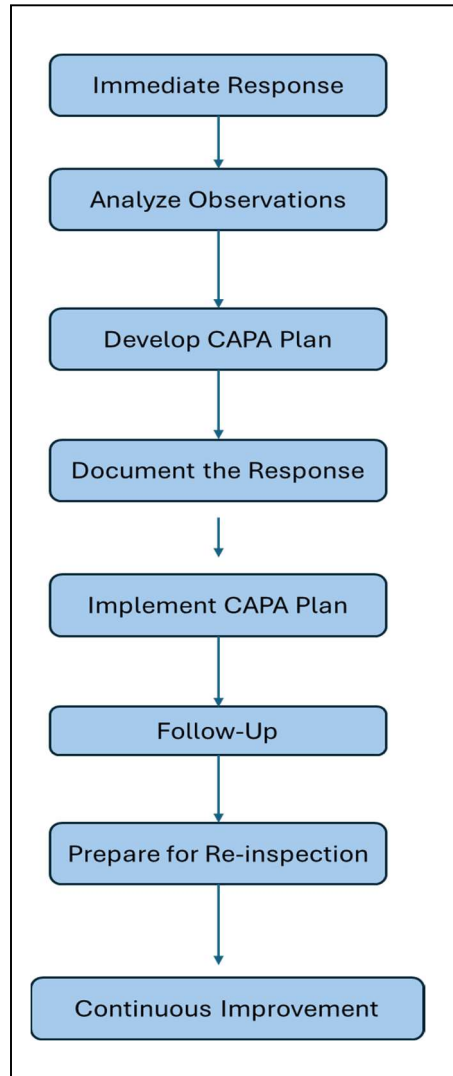 Immediate Response
Analyze Observations
Develop CAPA Plan
Document the Response
Implement CAPA Plan
Follow-Up
Prepare for Re-inspection
Continuous Improvement